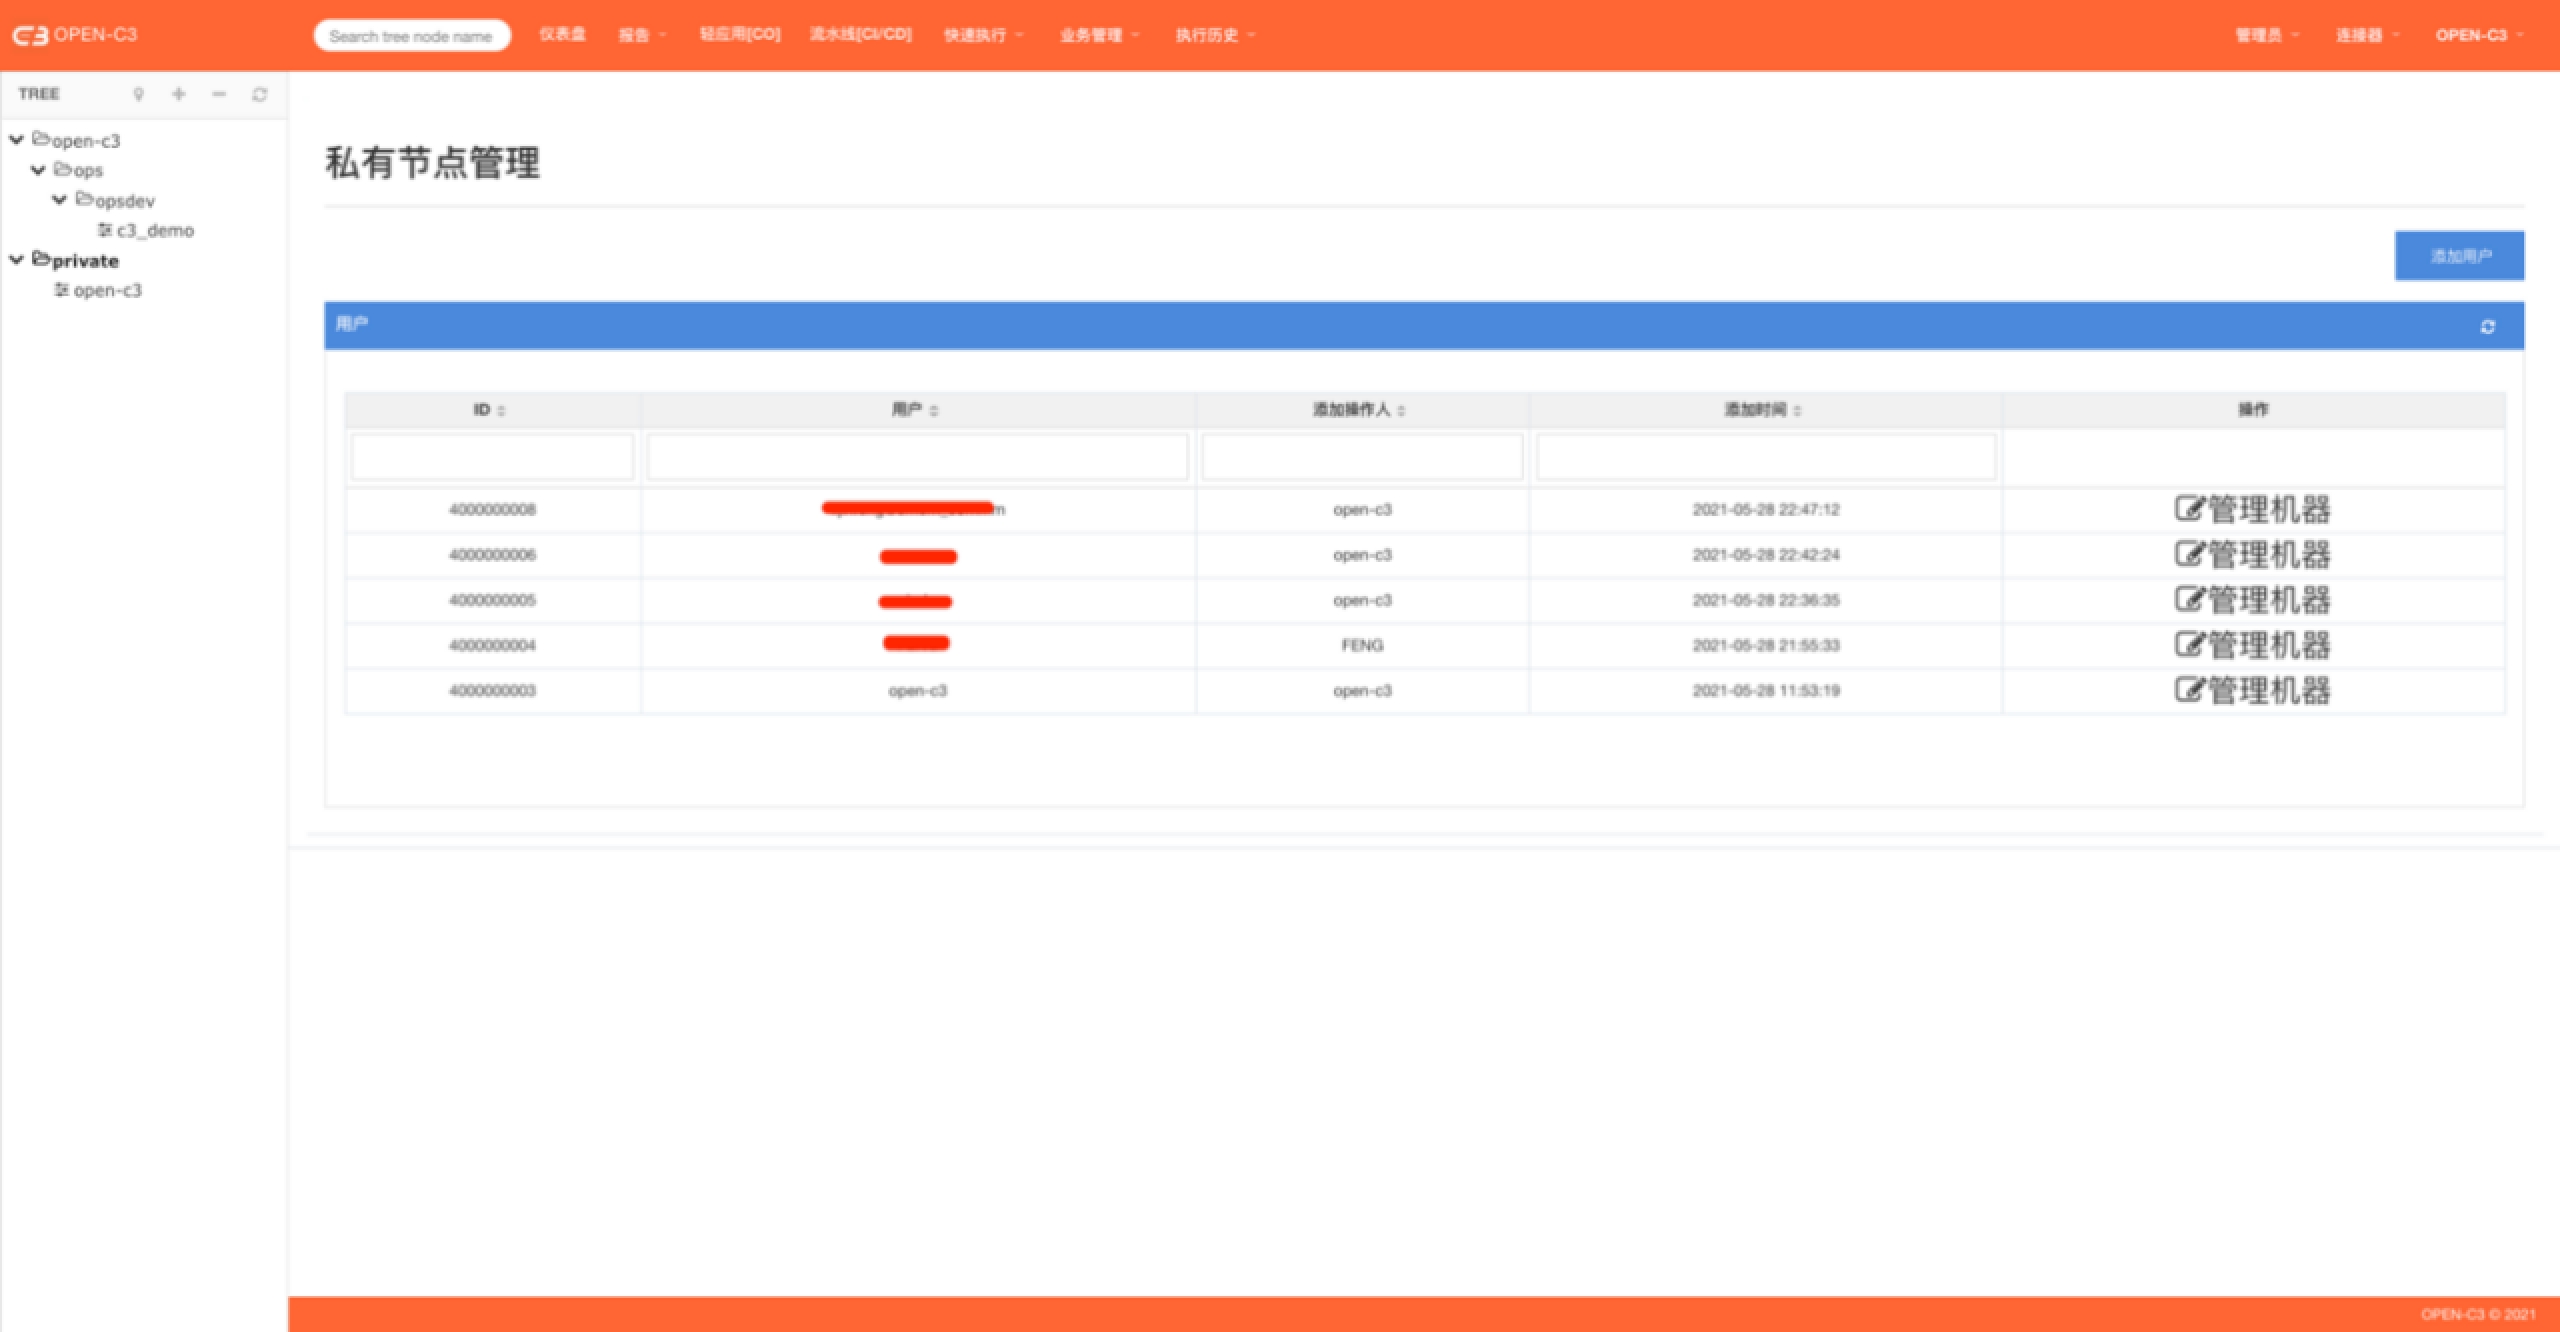 OPEN-C3 Search tree node name 仪表盘 报告 轻应用[CO] 流水线[CI/CD] 快速执行 业务管理 执行历史 管理员 连接器 OPEN-C3
TREE
open-c3
ops
opsdev
c3_demo
private
open-c3
私有节点管理
添加用户
用户
ID 用户 添加操作人 添加时间 操作
4000000008 m open-c3 2021-05-28 22:47:12 管理机器
4000000006 open-c3 2021-05-28 22:42:24 管理机器
4000000005 open-c3 2021-05-28 22:36:35 管理机器
4000000004 FENG 2021-05-28 21:55:33 管理机器
4000000003 open-c3 open-c3 2021-05-28 11:53:19 管理机器
OPEN-C3 © 2021